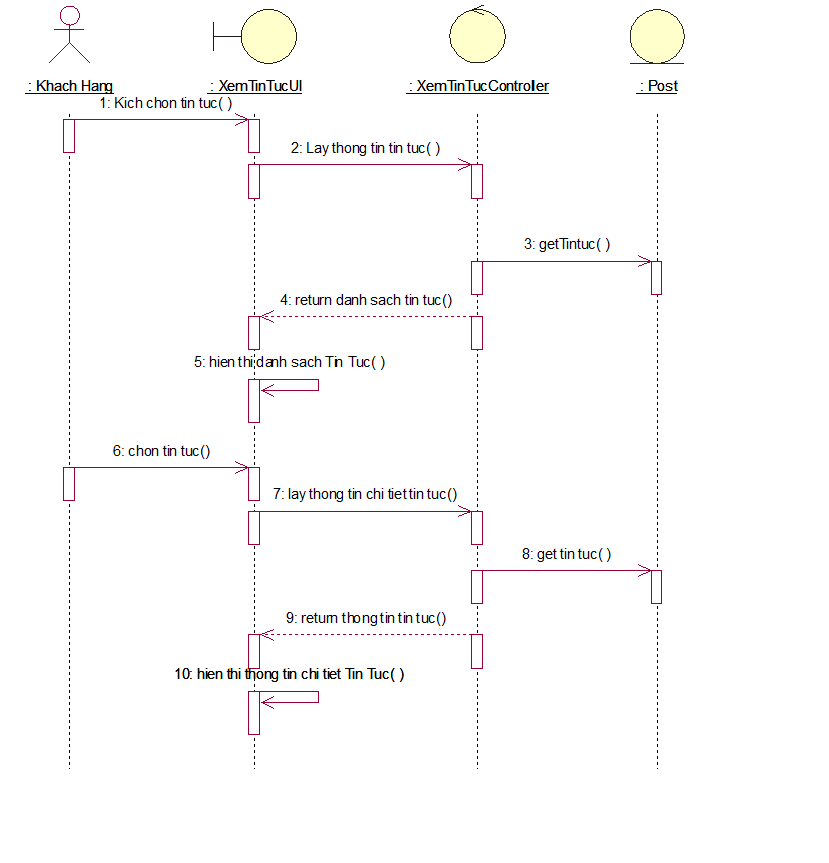 : Khach Hang
: XemTinTucUI
: XemTinTucController
: Post
1: Kich chon tin tuc( )
2: Lay thong tin tin tuc( )
3: getTintuc( )
4: return danh sach tin tuc()
5: hien thi danh sach Tin Tuc( )
6: chon tin tuc()
7: lay thong tin chi tiet tin tuc()
8: get tin tuc( )
9: return thong tin tin tuc()
10: hien thi thong tin chi tiet Tin Tuc( )